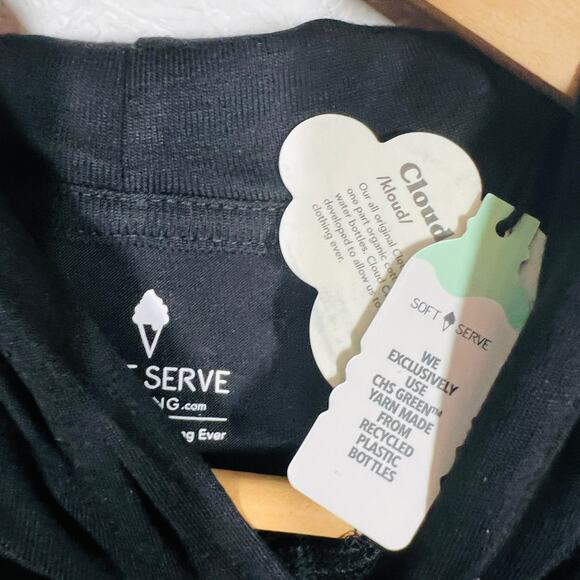 Cloud
/kloud/
Our all original Clo
one part organic co
water bottles. Cloud C
developed to allow us to
clothing ever.
SOFT SERVE
WE
EXCLUSIVELY
USE
CHS GREEN™
YARN MADE
FROM
RECYCLED
PLASTIC
BOTTLES
T SERVE
NG.com
ng Ever